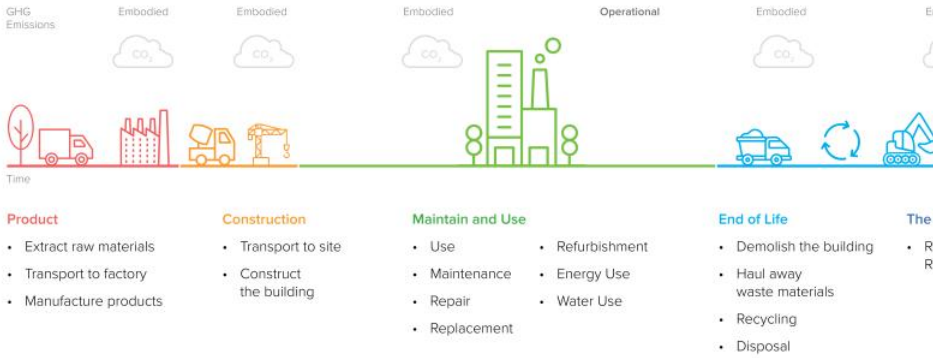 GHG
Emissions
Embodied
Embodied
Embodied
Operational
Embodied
CO2
CO2
CO2
CO2
Time
Product
• Extract raw materials
• Transport to factory
• Manufacture products
Construction
• Transport to site
• Construct
the building
Maintain and Use
• Use
• Maintenance
• Repair
• Replacement
• Refurbishment
• Energy Use
• Water Use
End of Life
• Demolish the building
• Haul away
waste materials
• Recycling
• Disposal
The